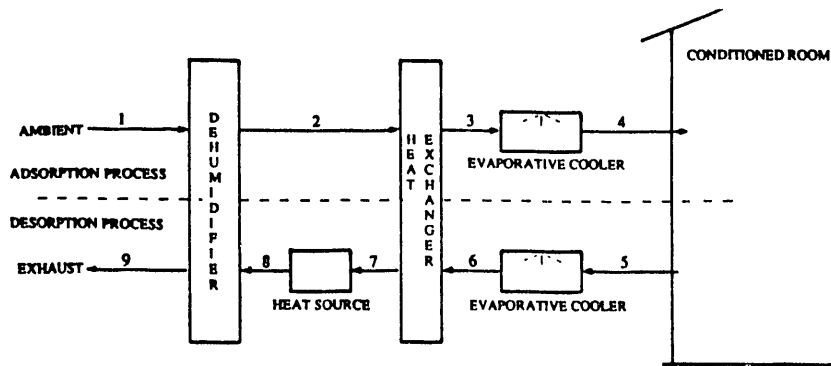 CONDITIONED ROOM
1
2
3
4
AMBIENT
DEHUMIDIFIER
HEAT
EXCHANGER
EVAPORATIVE COOLER
ADSORPTION PROCESS
DESORPTION PROCESS
EXHAUST
9
8
7
6
5
HEAT SOURCE
EVAPORATIVE COOLER